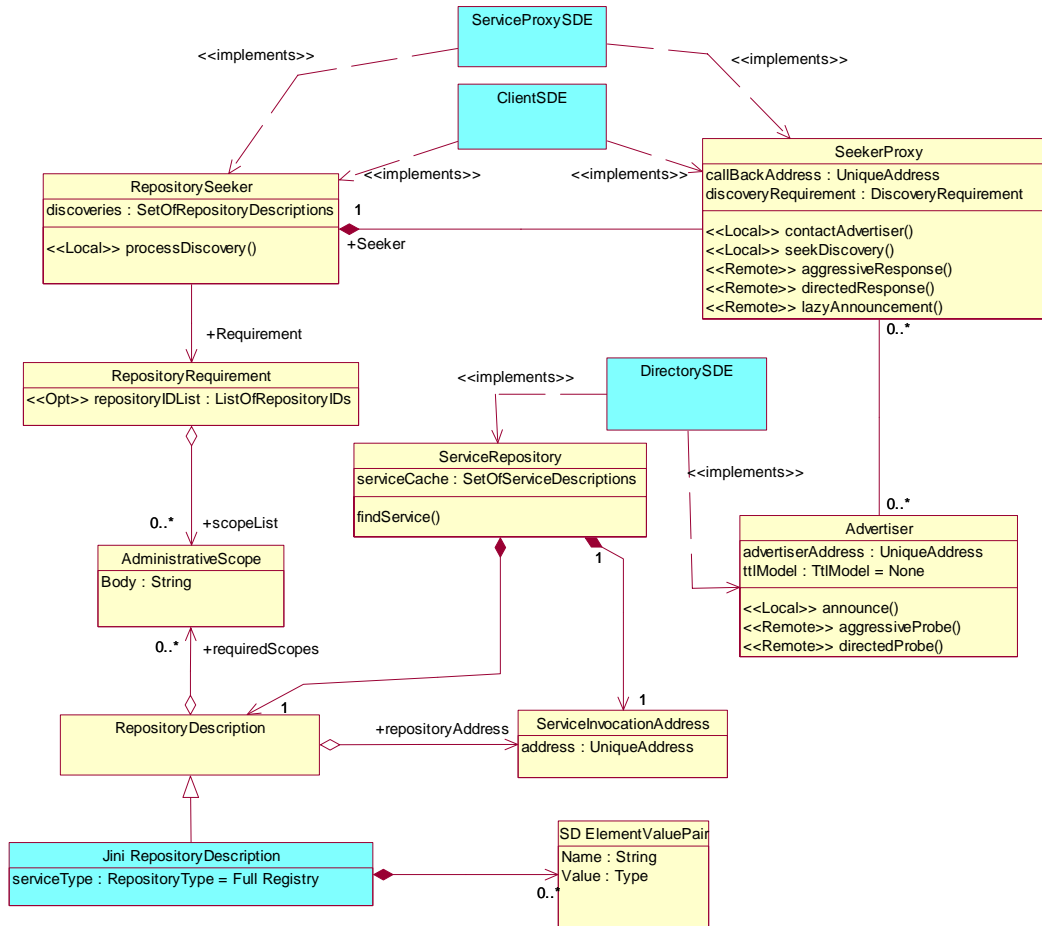 ServiceProxySDE
<<implements>>
<<implements>>
ClientSDE
<<implements>>
<<implements>>
RepositorySeeker
discoveries : SetOfRepositoryDescriptions
<<Local>> processDiscovery()
1
+Seeker
SeekerProxy
callBackAddress : UniqueAddress
discoveryRequirement : DiscoveryRequirement
<<Local>> contactAdvertiser()
<<Local>> seekDiscovery()
<<Remote>> aggressiveResponse()
<<Remote>> directedResponse()
<<Remote>> lazyAnnouncement()
0..*
+Requirement
RepositoryRequirement
<<Opt>> repositoryIDList : ListOfRepositoryIDs
<<implements>>
DirectorySDE
ServiceRepository
serviceCache : SetOfServiceDescriptions
findService()
<<implements>>
0..*
+scopeList
0..*
AdministrativeScope
Body : String
1
Advertiser
advertiserAddress : UniqueAddress
ttlModel : TtlModel = None
<<Local>> announce()
<<Remote>> aggressiveProbe()
<<Remote>> directedProbe()
0..*
+requiredScopes
1
1
RepositoryDescription
+repositoryAddress
ServiceInvocationAddress
address : UniqueAddress
Jini RepositoryDescription
serviceType : RepositoryType = Full Registry
0..*
SD ElementValuePair
Name : String
Value : Type